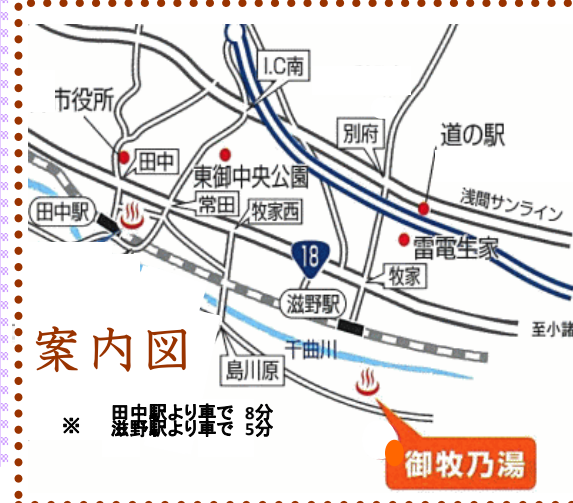 I.C南
市役所
別府
道の駅
田中
東御中央公園
浅間サンライン
田中駅
常田
牧家西
雷電生家
18
牧家
滋野駅
至小諸
案内図
千曲川
島川原
※ 田中駅より車で 8分
滋野駅より車で 5分
御牧乃湯